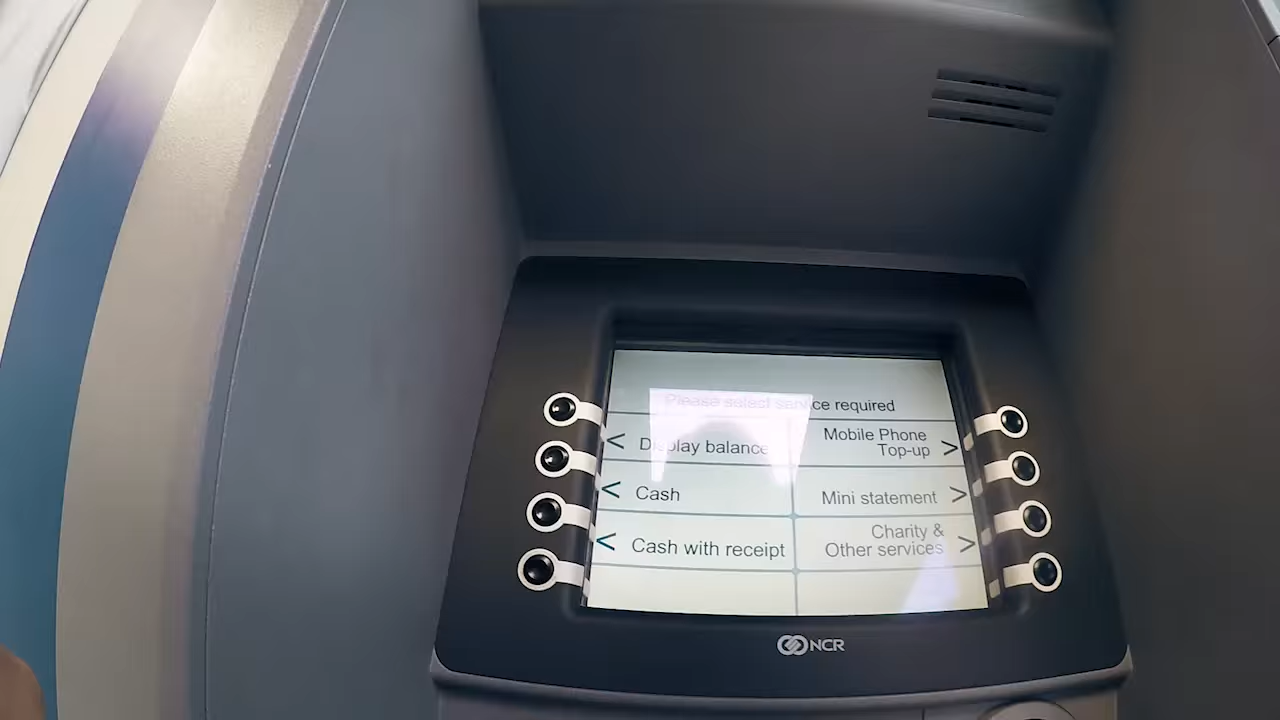 Please select service required
< Display balance
Mobile Phone
Top-up >
< Cash
Mini statement >
< Cash with receipt
Charity &
Other services >
NCR